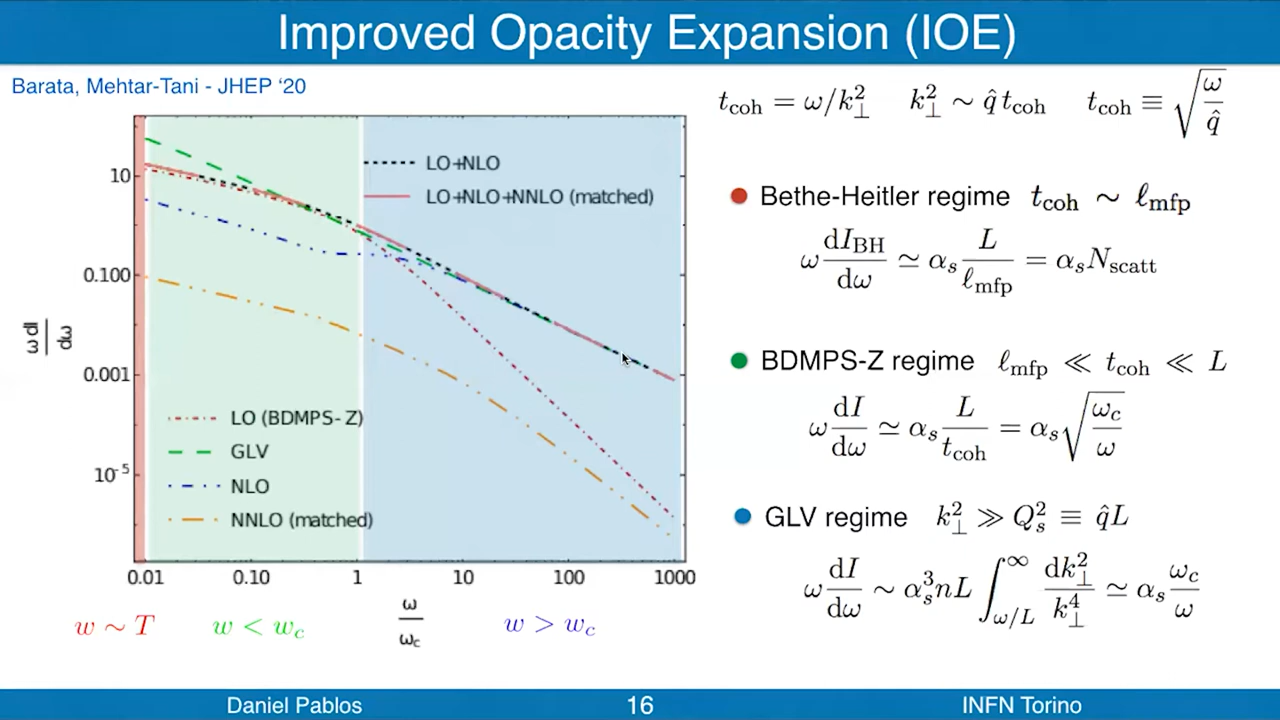 Improved Opacity Expansion (IOE)
Barata, Mehtar-Tani - JHEP ‘20
t_coh = ω/k_⊥^2   k_⊥^2 ∼ q̂ t_coh   t_coh ≡ √(ω/q̂)
LO+NLO
LO+NLO+NNLO (matched)
10
0.100
0.001
10^-5
ω dI / dω
LO (BDMPS-Z)
GLV
NLO
NNLO (matched)
0.01 0.10 1 10 100 1000
ω / ω_c
w ∼ T   w < w_c   w > w_c
Bethe-Heitler regime   t_coh ∼ ℓ_mfp
ω dI_BH/dω ≃ α_s L/ℓ_mfp = α_s N_scatt
BDMPS-Z regime   ℓ_mfp ≪ t_coh ≪ L
ω dI/dω ≃ α_s L/t_coh = α_s √(ω_c/ω)
GLV regime   k_⊥^2 ≫ Q_s^2 ≡ q̂L
ω dI/dω ∼ α_s^3 nL ∫_{ω/L}^∞ dk_⊥^2/k_⊥^4 ≃ α_s ω_c/ω
Daniel Pablos   16   INFN Torino